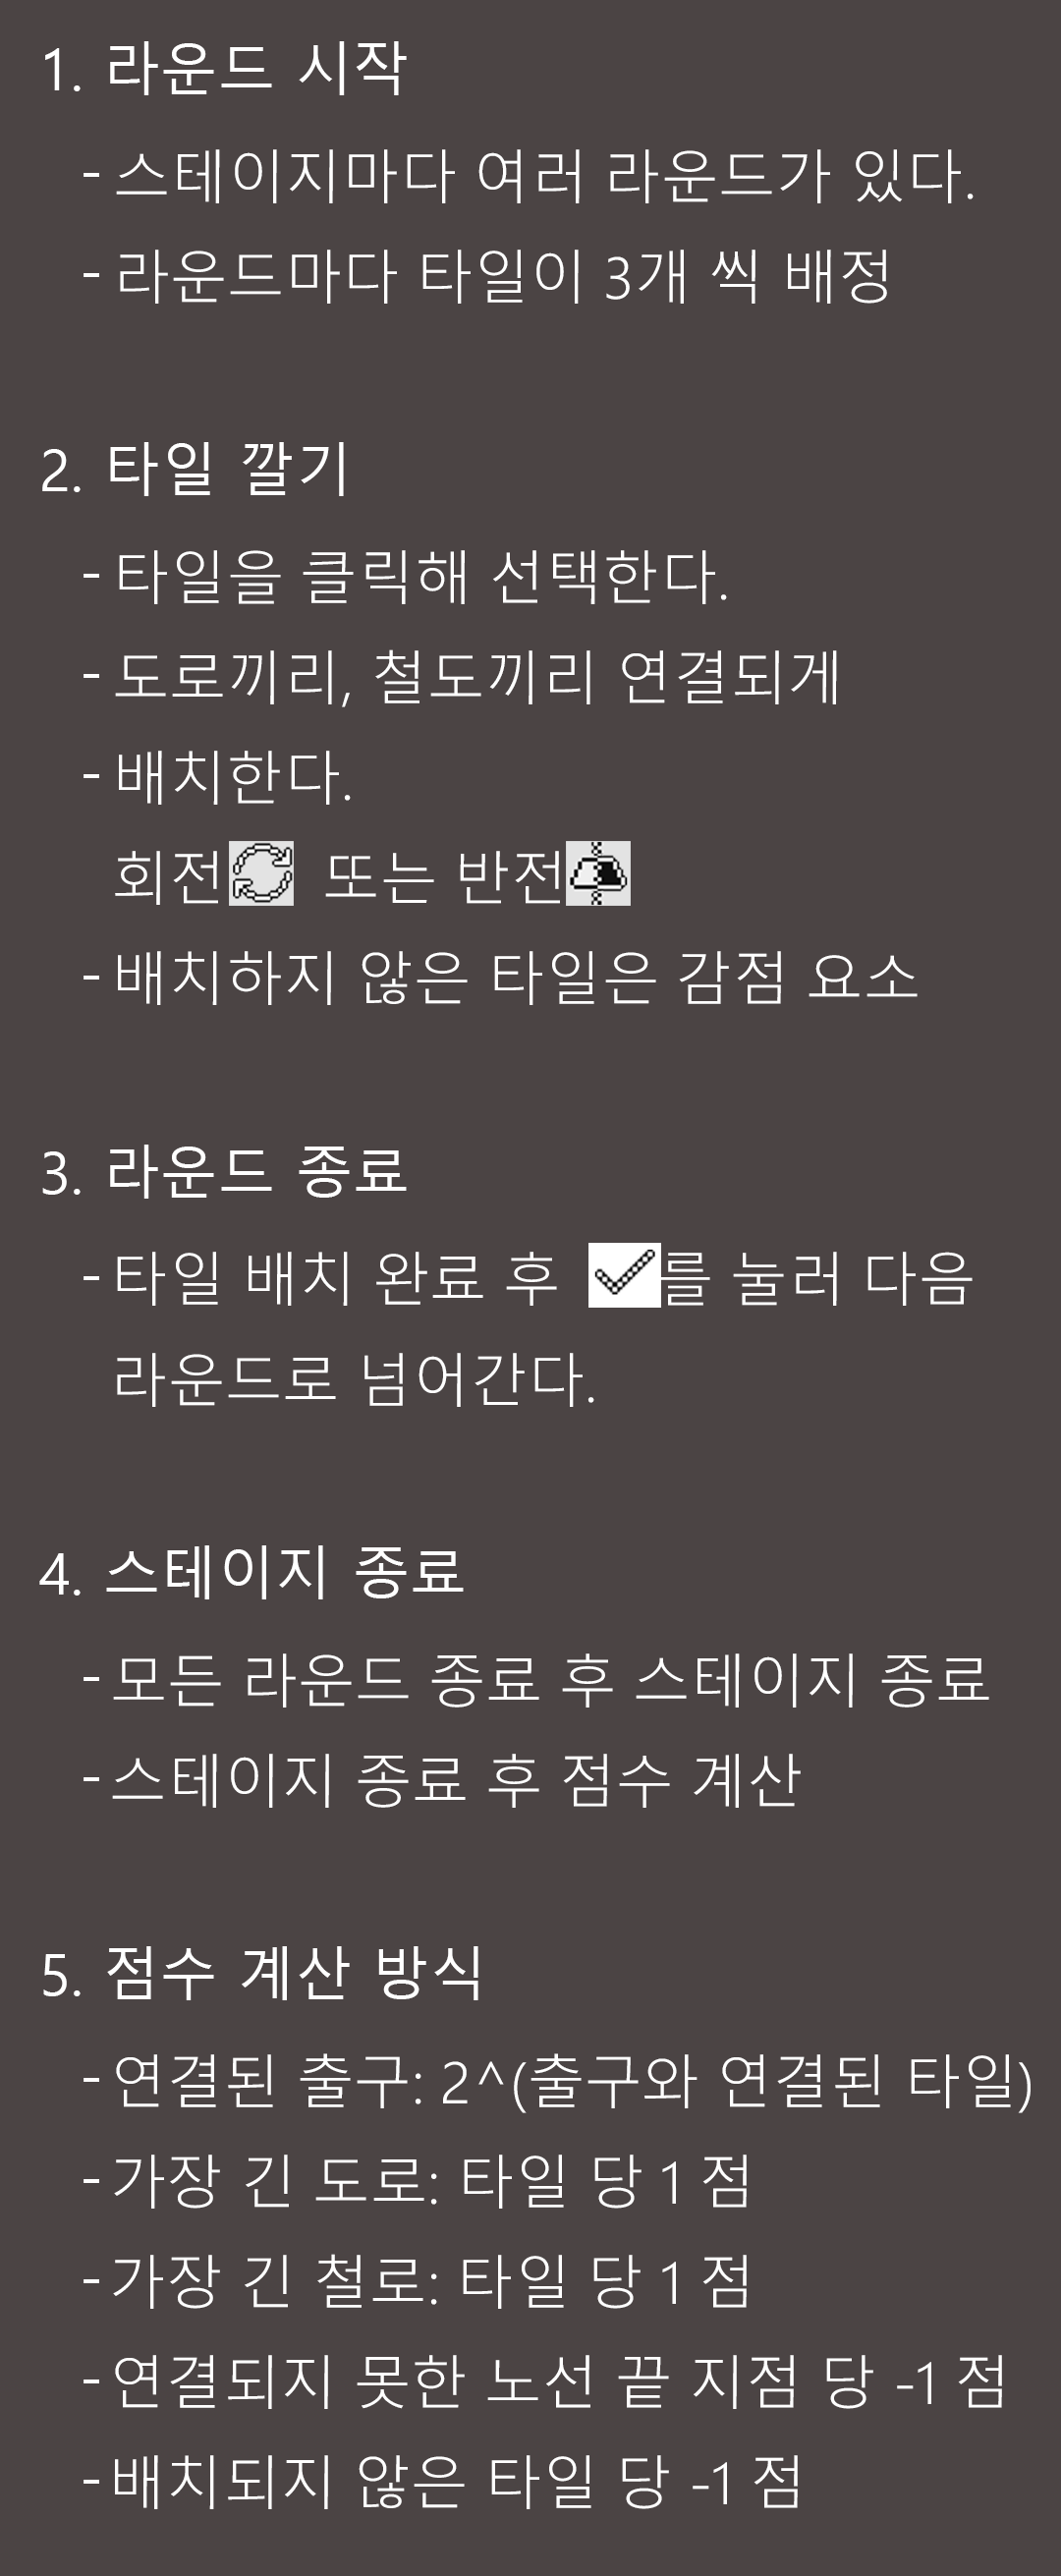 1. 라운드 시작
- 스테이지마다 여러 라운드가 있다.
- 라운드마다 타일이 3개 씩 배정
2. 타일 깔기
- 타일을 클릭해 선택한다.
- 도로끼리, 철도끼리 연결되게
- 배치한다.
회전 또는 반전
- 배치하지 않은 타일은 감점 요소
3. 라운드 종료
- 타일 배치 완료 후 를 눌러 다음
라운드로 넘어간다.
4. 스테이지 종료
- 모든 라운드 종료 후 스테이지 종료
- 스테이지 종료 후 점수 계산
5. 점수 계산 방식
- 연결된 출구: 2^(출구와 연결된 타일)
- 가장 긴 도로: 타일 당 1 점
- 가장 긴 철로: 타일 당 1 점
- 연결되지 못한 노선 끝 지점 당 -1 점
- 배치되지 않은 타일 당 -1 점